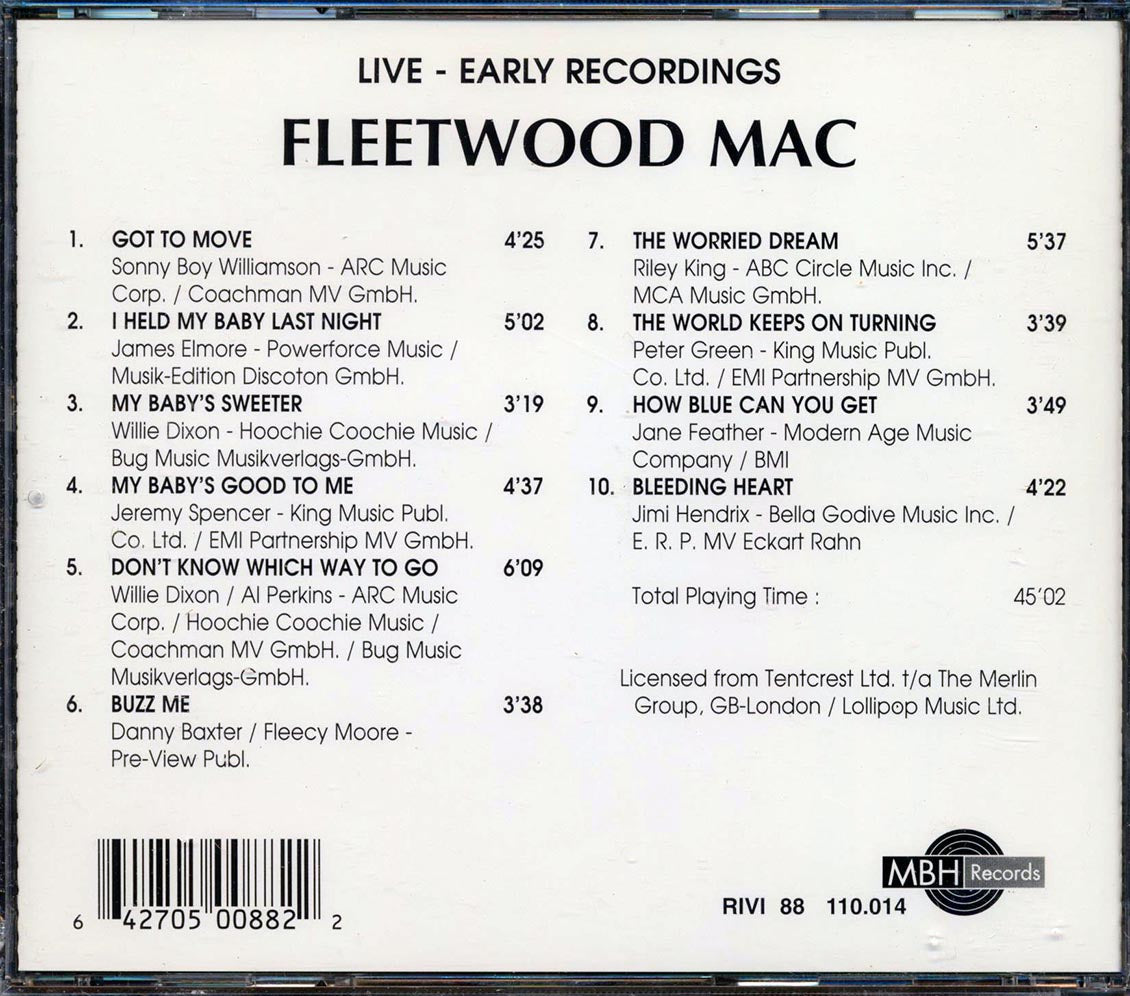 LIVE - EARLY RECORDINGS
FLEETWOOD MAC
1. GOT TO MOVE 4'25
Sonny Boy Williamson - ARC Music
Corp. / Coachman MV GmbH.
2. I HELD MY BABY LAST NIGHT 5'02
James Elmore - Powerforce Music /
Musik-Edition Discoton GmbH.
3. MY BABY'S SWEETER 3'19
Willie Dixon - Hoochie Coochie Music /
Bug Music Musikverlags-GmbH.
4. MY BABY'S GOOD TO ME 4'37
Jeremy Spencer - King Music Publ.
Co. Ltd. / EMI Partnership MV GmbH.
5. DON'T KNOW WHICH WAY TO GO 6'09
Willie Dixon / Al Perkins - ARC Music
Corp. / Hoochie Coochie Music /
Coachman MV GmbH. / Bug Music
Musikverlags-GmbH.
6. BUZZ ME 3'38
Danny Baxter / Fleecy Moore -
Pre-View Publ.
7. THE WORRIED DREAM 5'37
Riley King - ABC Circle Music Inc. /
MCA Music GmbH.
8. THE WORLD KEEPS ON TURNING 3'39
Peter Green - King Music Publ.
Co. Ltd. / EMI Partnership MV GmbH.
9. HOW BLUE CAN YOU GET 3'49
Jane Feather - Modern Age Music
Company / BMI
10. BLEEDING HEART 4'22
Jimi Hendrix - Bella Godive Music Inc. /
E. R. P. MV Eckart Rahn
Total Playing Time : 45'02
Licensed from Tentcrest Ltd. t/a The Merlin
Group, GB-London / Lollipop Music Ltd.
6 42705 00882 2
MBH Records
RIVI 88 110.014